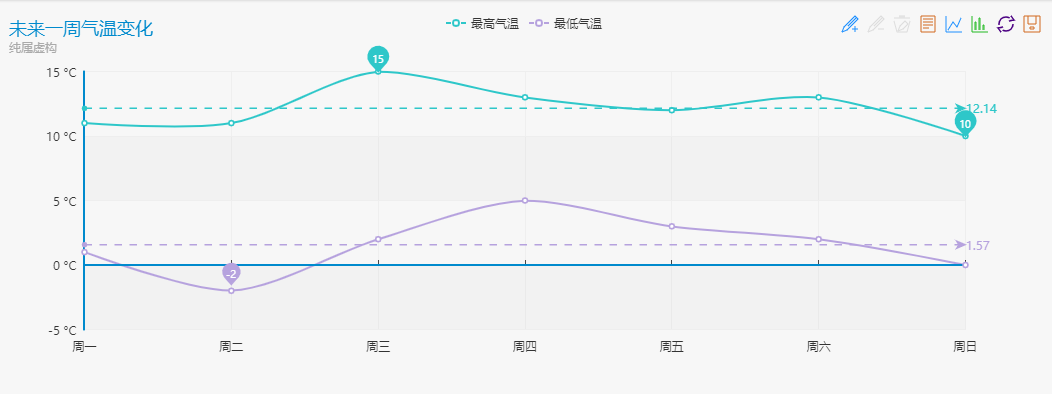 未来一周气温变化
纯属虚构
最高气温 最低气温
15 °C
10 °C
5 °C
0 °C
-5 °C
15
12.14
10
1.57
-2
周一 周二 周三 周四 周五 周六 周日